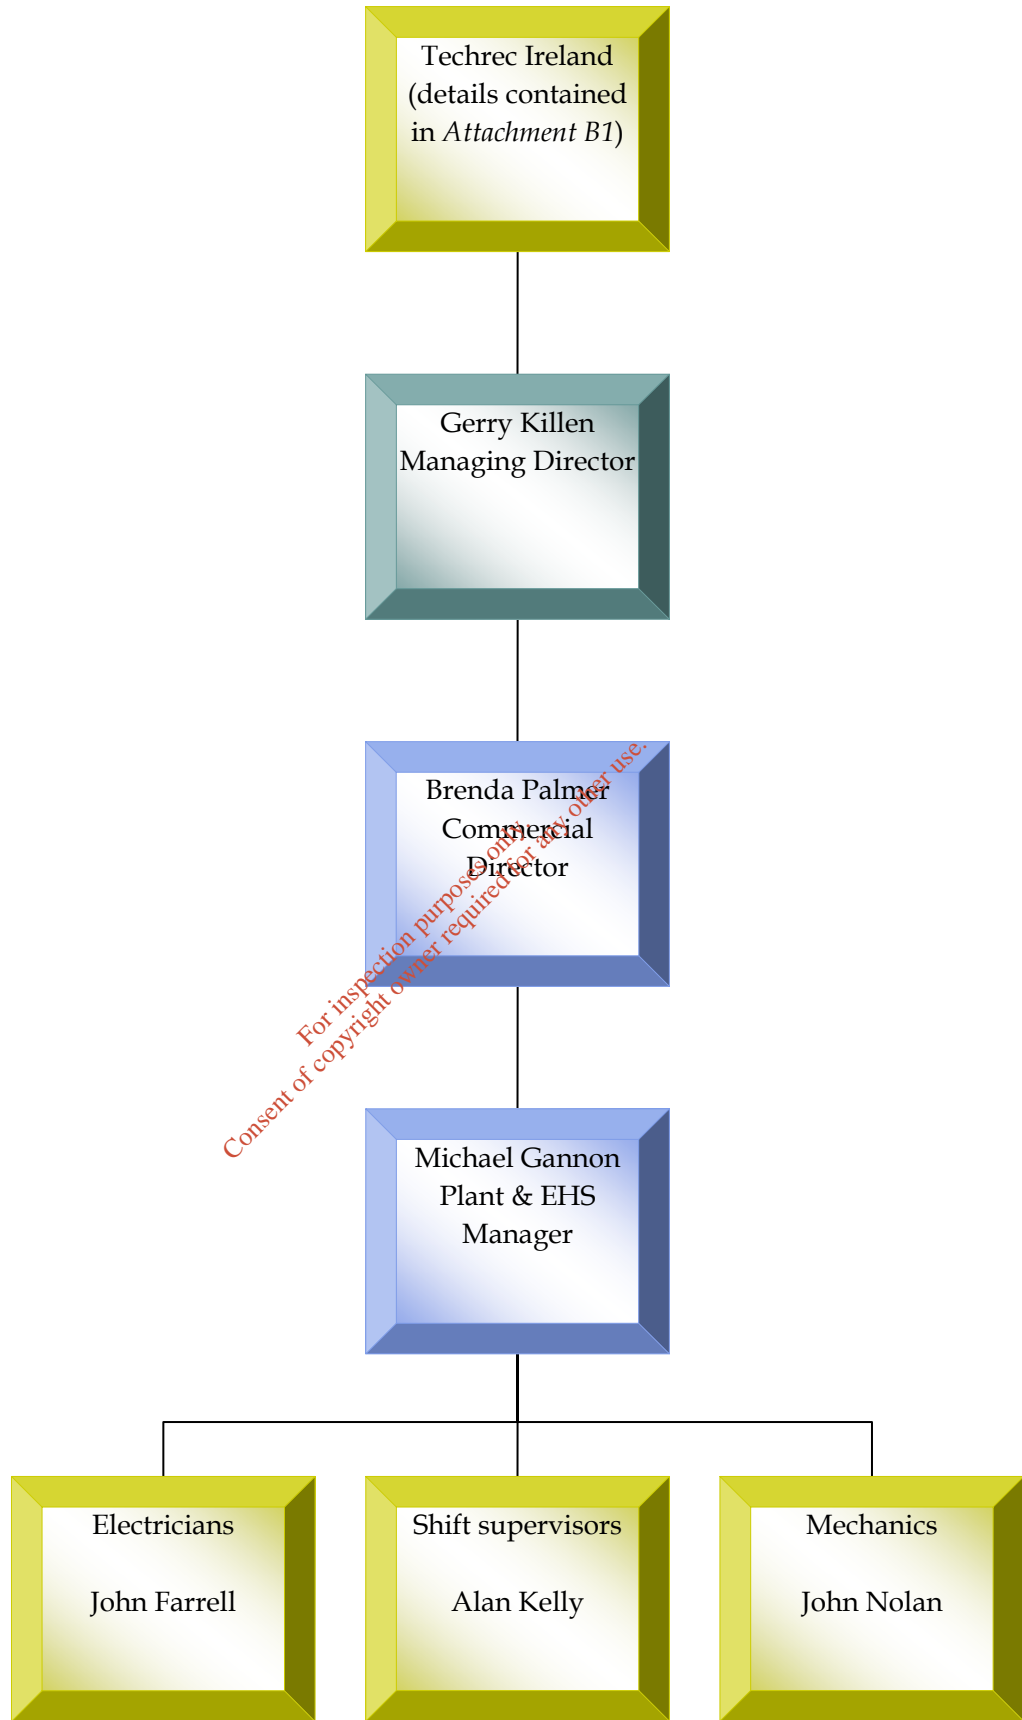 Techrec Ireland
(details contained
in Attachment B1)
Gerry Killen
Managing Director
Brenda Palmer
Commercial
Director
For inspection purposes only.
Consent of copyright owner required for any other use.
Michael Gannon
Plant & EHS
Manager
Electricians
John Farrell
Shift supervisors
Alan Kelly
Mechanics
John Nolan